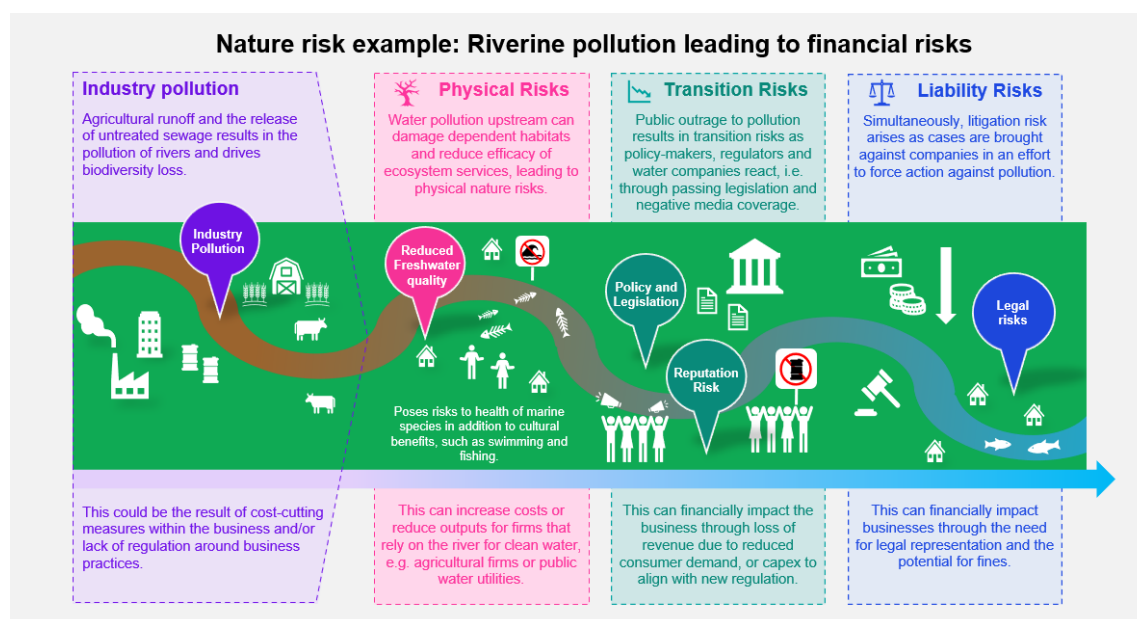 Nature risk example: Riverine pollution leading to financial risks
Industry pollution
Agricultural runoff and the release
of untreated sewage results in the
pollution of rivers and drives
biodiversity loss.
Physical Risks
Water pollution upstream can
damage dependent habitats
and reduce efficacy of
ecosystem services, leading to
physical nature risks.
Transition Risks
Public outrage to pollution
results in transition risks as
policy-makers, regulators and
water companies react, i.e.
through passing legislation and
negative media coverage.
Liability Risks
Simultaneously, litigation risk
arises as cases are brought
against companies in an effort
to force action against pollution.
Industry
Pollution
Reduced
Freshwater
quality
Policy and
Legislation
Reputation
Risk
Legal
risks
Poses risks to health of marine
species in addition to cultural
benefits, such as swimming and
fishing.
This could be the result of cost-cutting
measures within the business and/or
lack of regulation around business
practices.
This can increase costs or
reduce outputs for firms that
rely on the river for clean water,
e.g. agricultural firms or public
water utilities.
This can financially impact the
business through loss of
revenue due to reduced
consumer demand, or capex to
align with new regulation.
This can financially impact
businesses through the need
for legal representation and the
potential for fines.